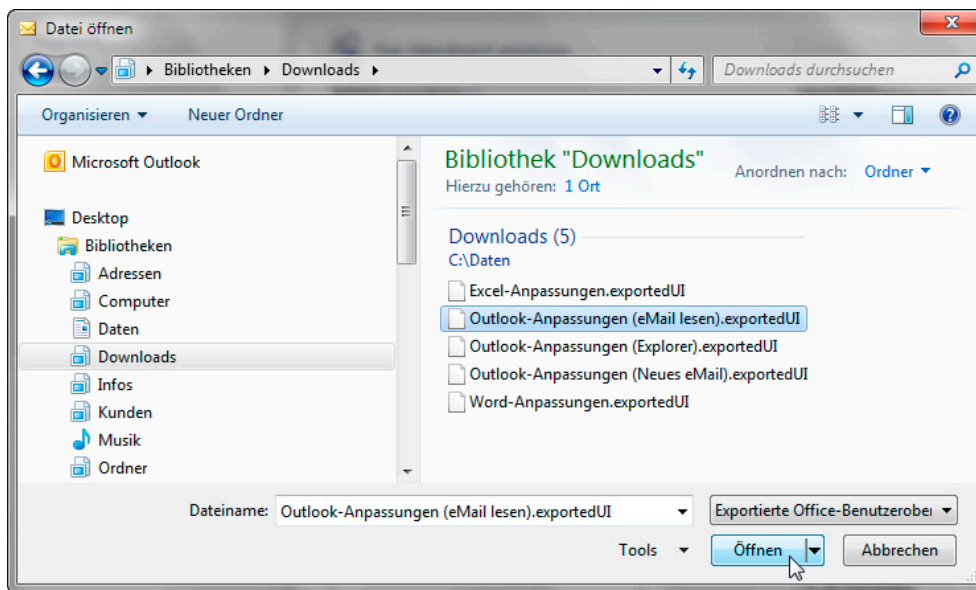 Datei öffnen
Bibliotheken Downloads
Downloads durchsuchen
Organisieren
Neuer Ordner
Microsoft Outlook
Desktop
Bibliotheken
Adressen
Computer
Daten
Downloads
Infos
Kunden
Musik
Ordner
Bibliothek "Downloads"
Hierzu gehören: 1 Ort
Anordnen nach: Ordner
Downloads (5)
C:\Daten
Excel-Anpassungen.exportedUI
Outlook-Anpassungen (eMail lesen).exportedUI
Outlook-Anpassungen (Explorer).exportedUI
Outlook-Anpassungen (Neues eMail).exportedUI
Word-Anpassungen.exportedUI
Dateiname: Outlook-Anpassungen (eMail lesen).exportedUI
Exportierte Office-Benutzerober
Tools
Öffnen
Abbrechen